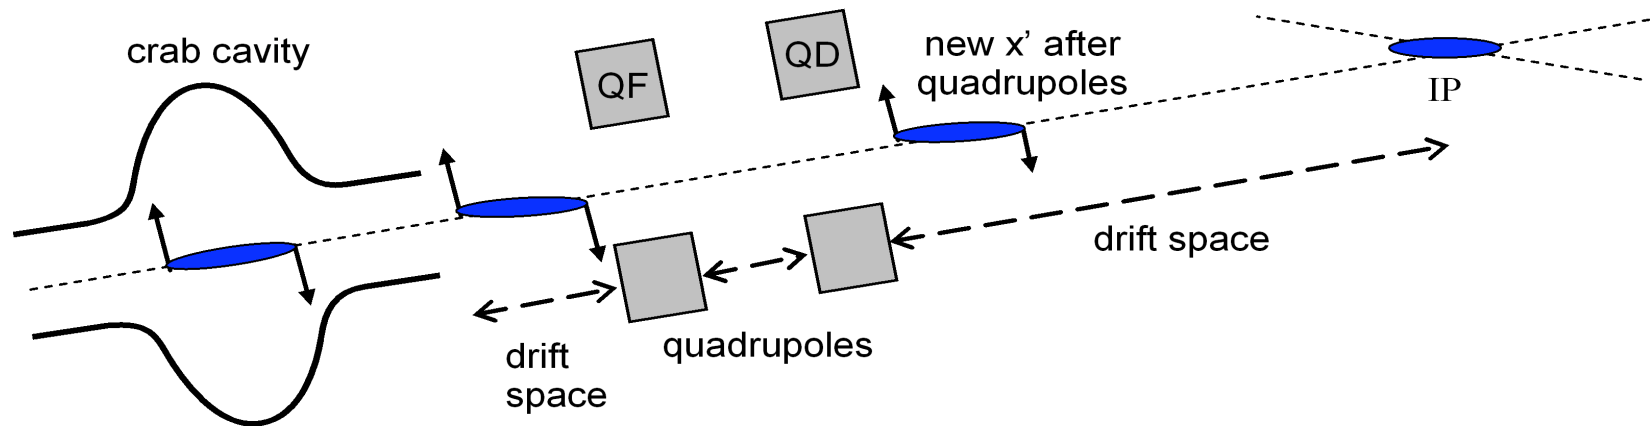 crab cavity
QF
QD
new x’ after
quadrupoles
IP
drift space
quadrupoles
drift
space